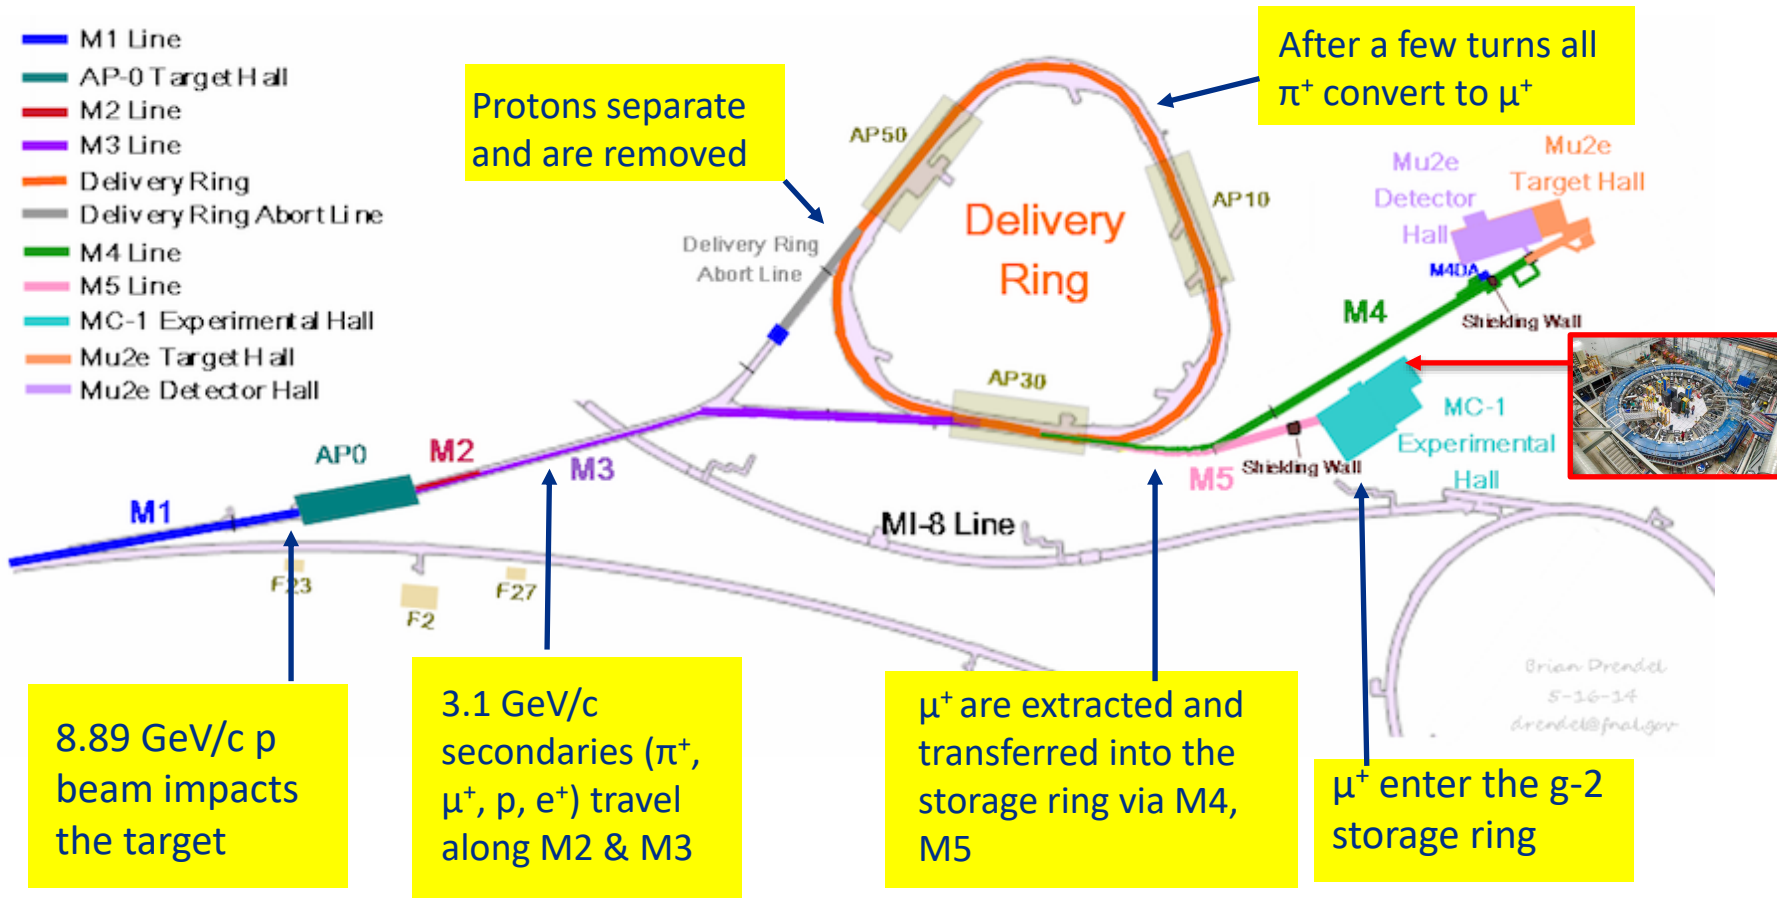 M1 Line
AP-0 Target Hall
M2 Line
M3 Line
Delivery Ring
Delivery Ring Abort Line
M4 Line
M5 Line
MC-1 Experimental Hall
Mu2e Target Hall
Mu2e Detector Hall
Protons separate
and are removed
After a few turns all
π⁺ convert to μ⁺
AP50
AP10
AP30
Delivery
Ring
Delivery Ring
Abort Line
Mu2e
Detector
Hall
Mu2e
Target Hall
M4DA
Shielding Wall
M4
MC-1
Experimental
Hall
Shielding Wall
M5
AP0
M2
M3
M1
MI-8 Line
F23
F2
F27
8.89 GeV/c p
beam impacts
the target
3.1 GeV/c
secondaries (π⁺,
μ⁺, p, e⁺) travel
along M2 & M3
μ⁺ are extracted and
transferred into the
storage ring via M4,
M5
μ⁺ enter the g-2
storage ring
Brian Drendel
5-16-14
drendel@fnal.gov